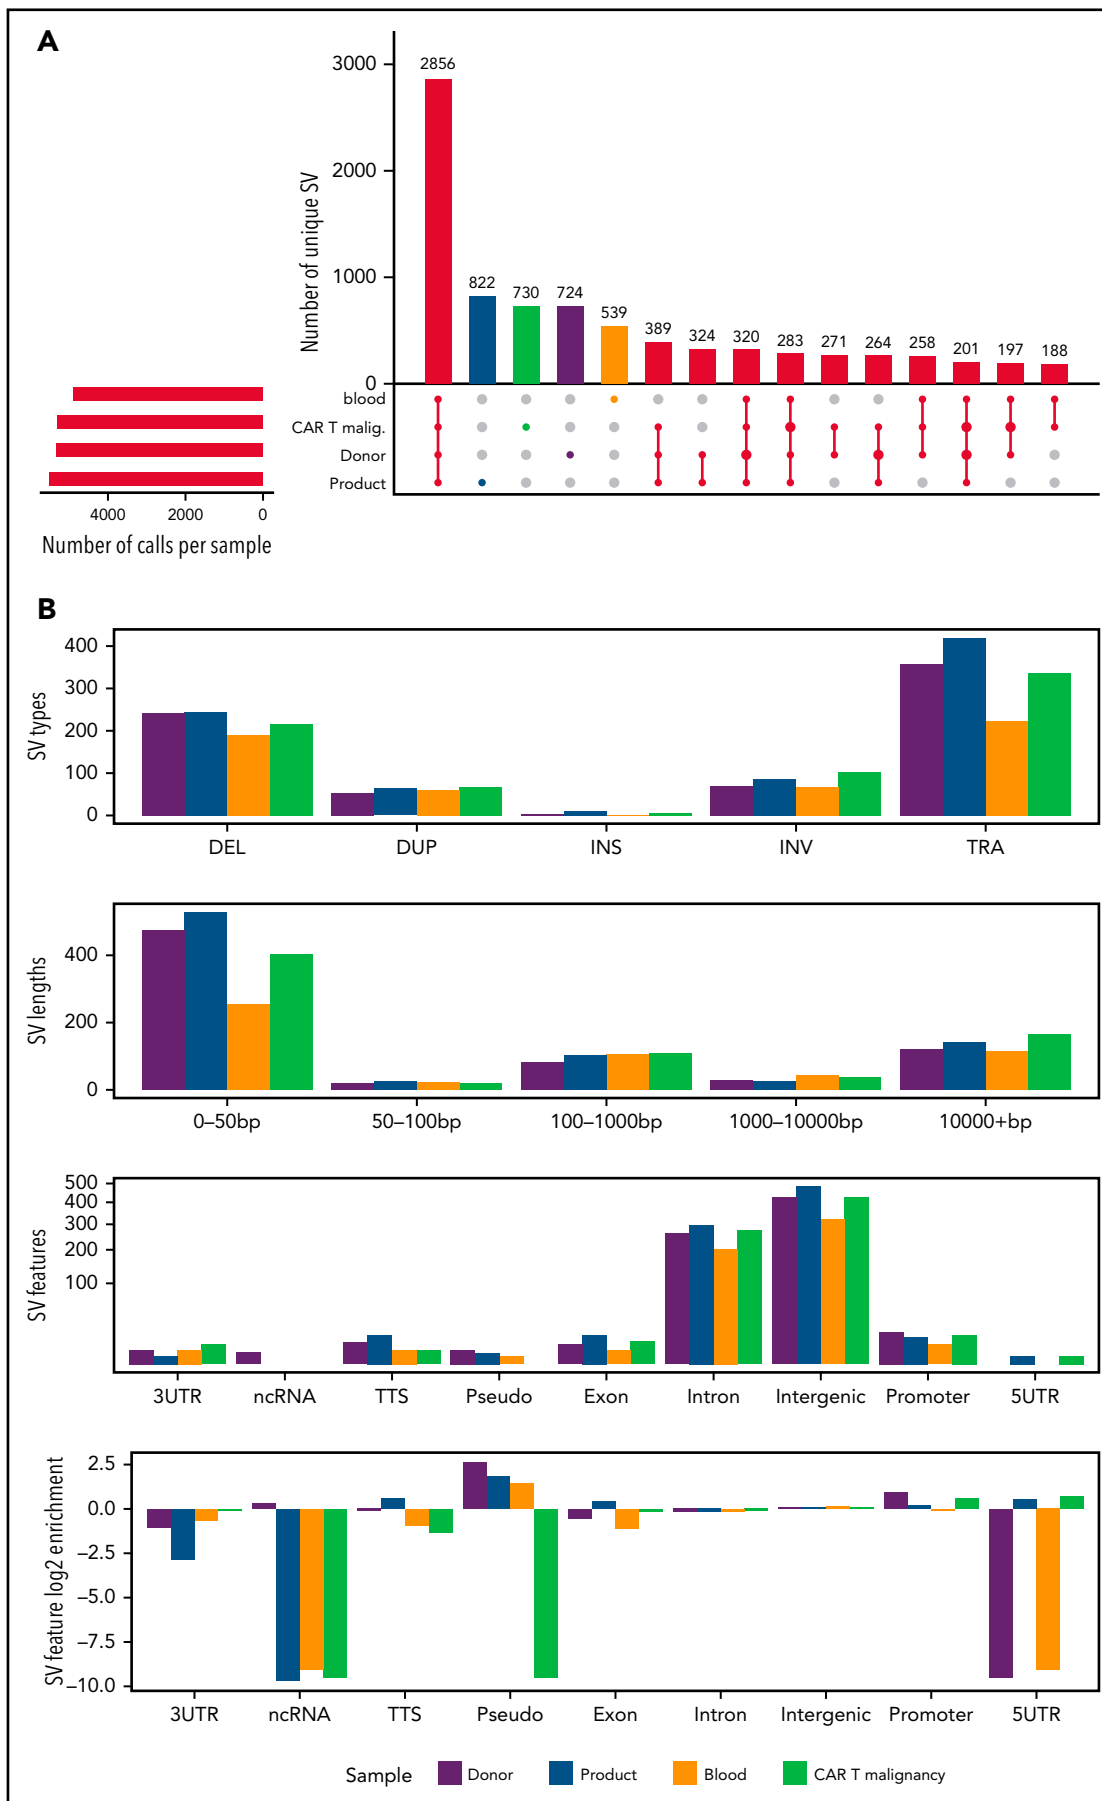 A
Number of unique SV
3000
2000
1000
0
2856
822
730
724
539
389
324
320
283
271
264
258
201
197
188
blood
CAR T malig.
Donor
Product
4000 2000 0
Number of calls per sample
B
SV types
400
300
200
100
0
DEL DUP INS INV TRA
SV lengths
400
200
0
0–50bp 50–100bp 100–1000bp 1000–10000bp 10000+bp
SV features
500
400
300
200
100
3UTR ncRNA TTS Pseudo Exon Intron Intergenic Promoter 5UTR
SV feature log2 enrichment
2.5
0.0
−2.5
−5.0
−7.5
−10.0
3UTR ncRNA TTS Pseudo Exon Intron Intergenic Promoter 5UTR
Sample Donor Product Blood CAR T malignancy